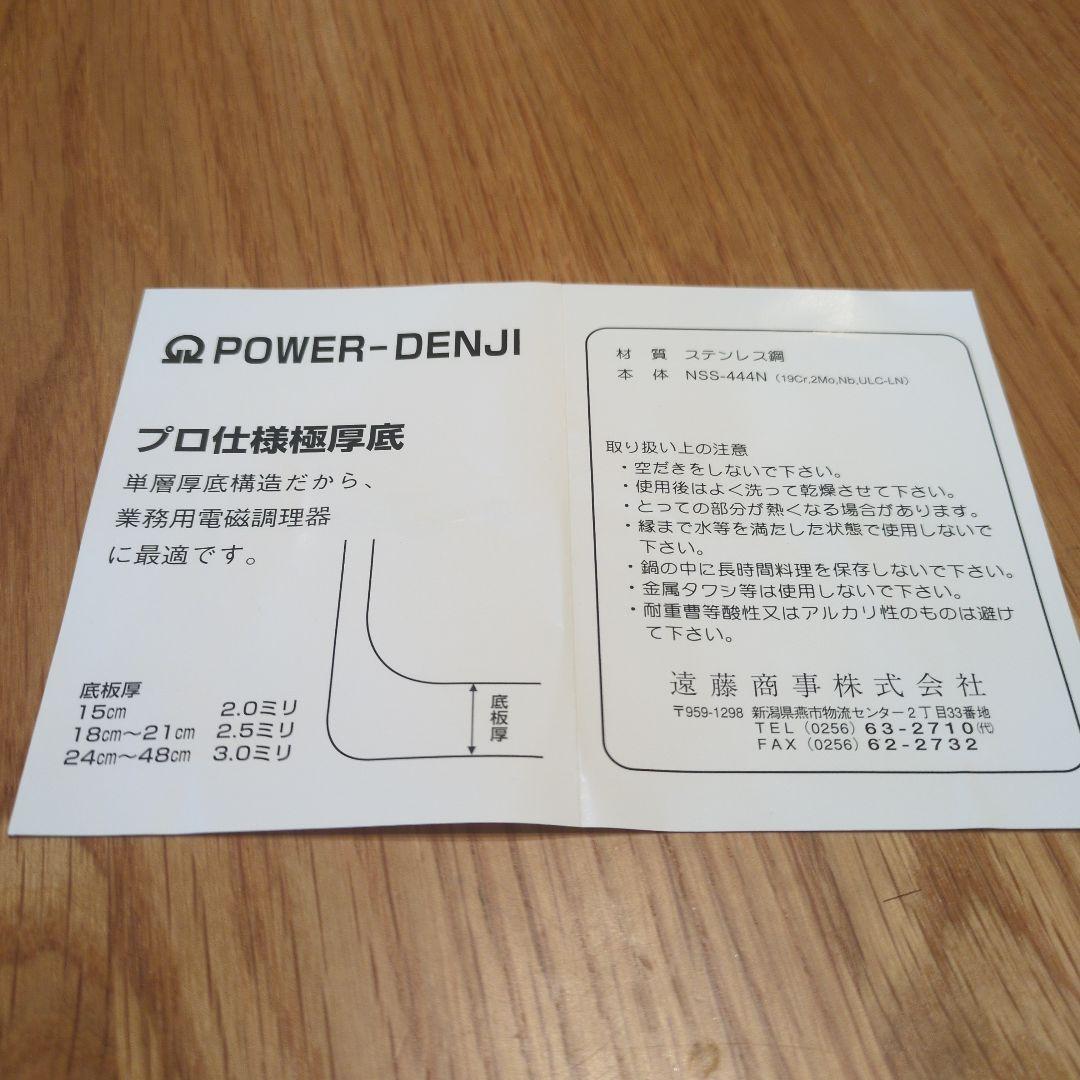 POWER-DENJI
プロ仕様極厚底
単層厚底構造だから、
業務用電磁調理器
に最適です。
底板厚
15cm 2.0ミリ
18cm〜21cm 2.5ミリ
24cm〜48cm 3.0ミリ
底板厚
材 質 ステンレス鋼
本 体 NSS-444N (19Cr,2Mo,Nb,ULC-LN)
取り扱い上の注意
・空だきをしないで下さい。
・使用後はよく洗って乾燥させて下さい。
・とっての部分が熱くなる場合があります。
・縁まで水等を満たした状態で使用しないで
下さい。
・鍋の中に長時間料理を保存しないで下さい。
・金属タワシ等は使用しないで下さい。
・耐重曹等酸性又はアルカリ性のものは避け
て下さい。
遠藤商事株式会社
〒959-1298 新潟県燕市物流センター2丁目33番地
TEL (0256) 63-2710(代)
FAX (0256) 62-2732